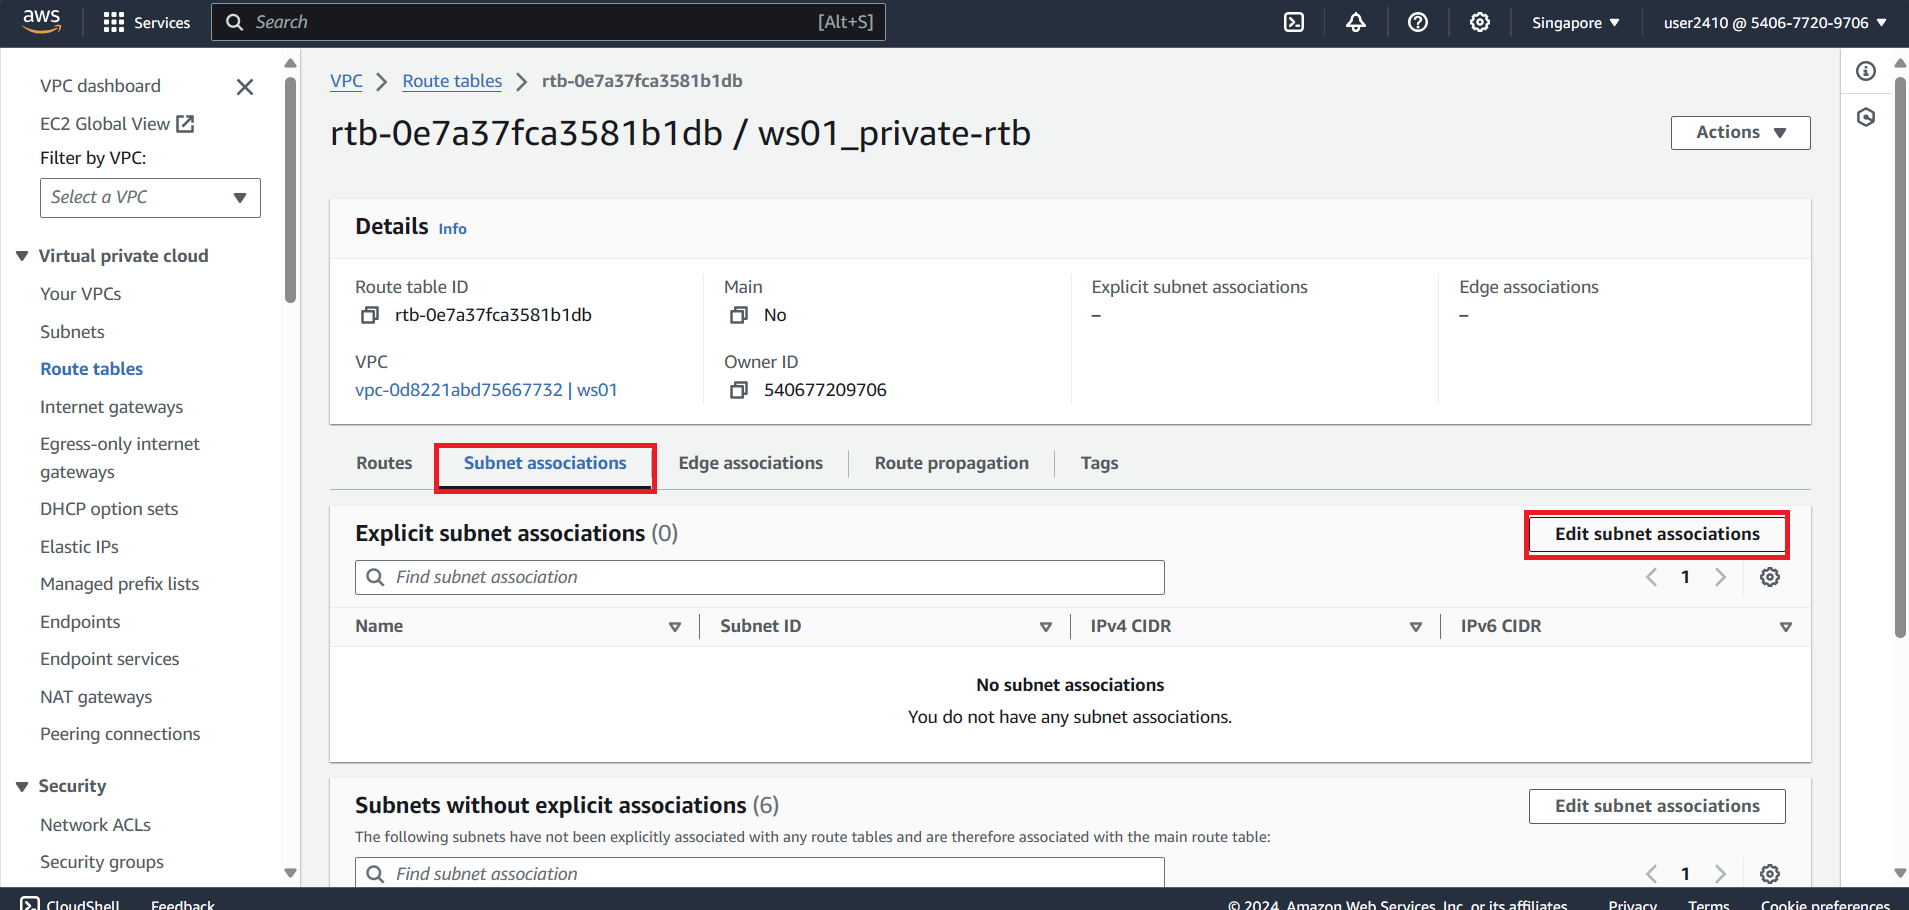 aws Services Search [Alt+S] Singapore user2410 @ 5406-7720-9706
VPC dashboard
EC2 Global View
Filter by VPC:
Select a VPC
Virtual private cloud
Your VPCs
Subnets
Route tables
Internet gateways
Egress-only internet
gateways
DHCP option sets
Elastic IPs
Managed prefix lists
Endpoints
Endpoint services
NAT gateways
Peering connections
Security
Network ACLs
Security groups
VPC Route tables rtb-0e7a37fca3581b1db
rtb-0e7a37fca3581b1db / ws01_private-rtb
Actions
Details Info
Route table ID
rtb-0e7a37fca3581b1db
Main
No
Explicit subnet associations
–
Edge associations
–
VPC
vpc-0d8221abd75667732 | ws01
Owner ID
540677209706
Routes Subnet associations Edge associations Route propagation Tags
Explicit subnet associations (0)
Edit subnet associations
Find subnet association
1
Name Subnet ID IPv4 CIDR IPv6 CIDR
No subnet associations
You do not have any subnet associations.
Subnets without explicit associations (6)
Edit subnet associations
The following subnets have not been explicitly associated with any route tables and are therefore associated with the main route table:
Find subnet association
1
CloudShell Feedback © 2024, Amazon Web Services, Inc. or its affiliates. Privacy Terms Cookie preferences